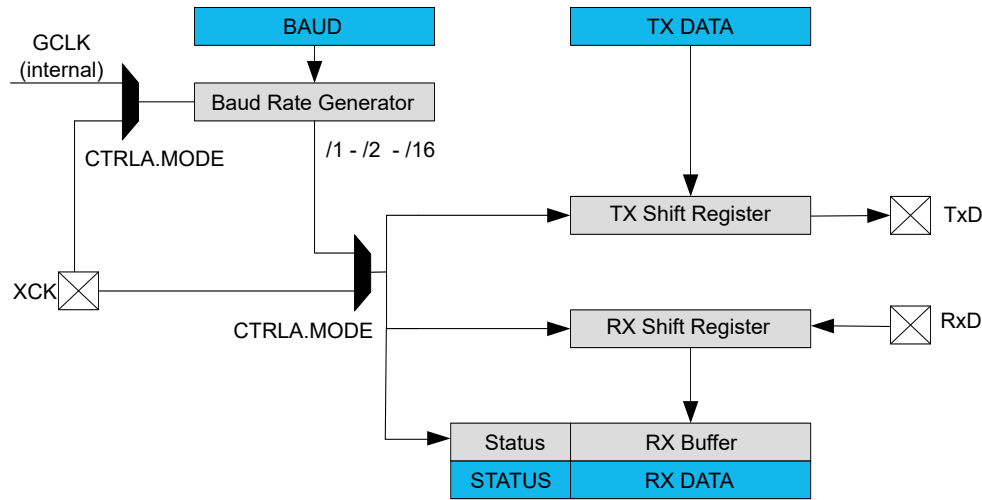 BAUD
TX DATA
GCLK
(internal)
Baud Rate Generator
CTRLA.MODE
/1 - /2 - /16
TX Shift Register
TxD
XCK
CTRLA.MODE
RX Shift Register
RxD
Status
RX Buffer
STATUS
RX DATA